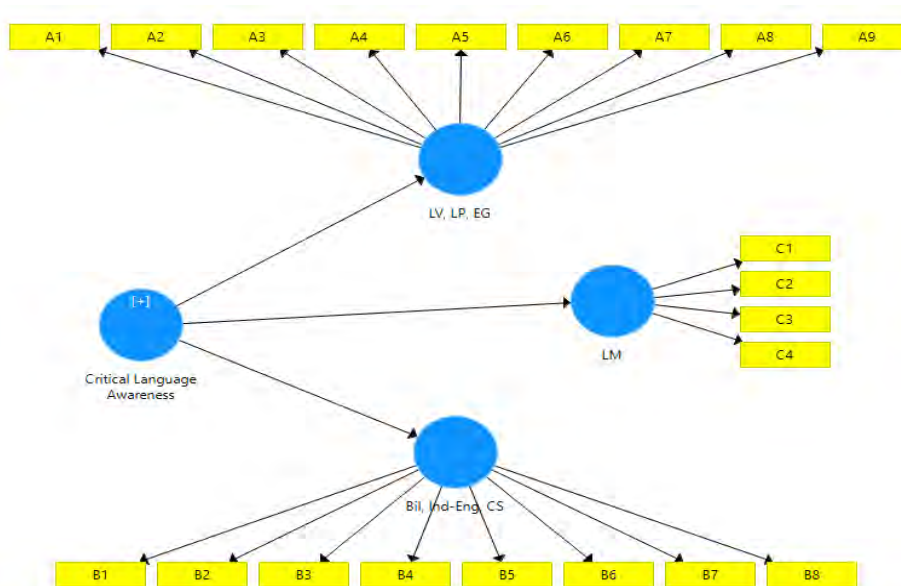 A1 A2 A3 A4 A5 A6 A7 A8 A9
LV, LP, EG
C1
C2
[+]
C3
LM
C4
Critical Language
Awareness
Bil, Ind-Eng, CS
B1 B2 B3 B4 B5 B6 B7 B8